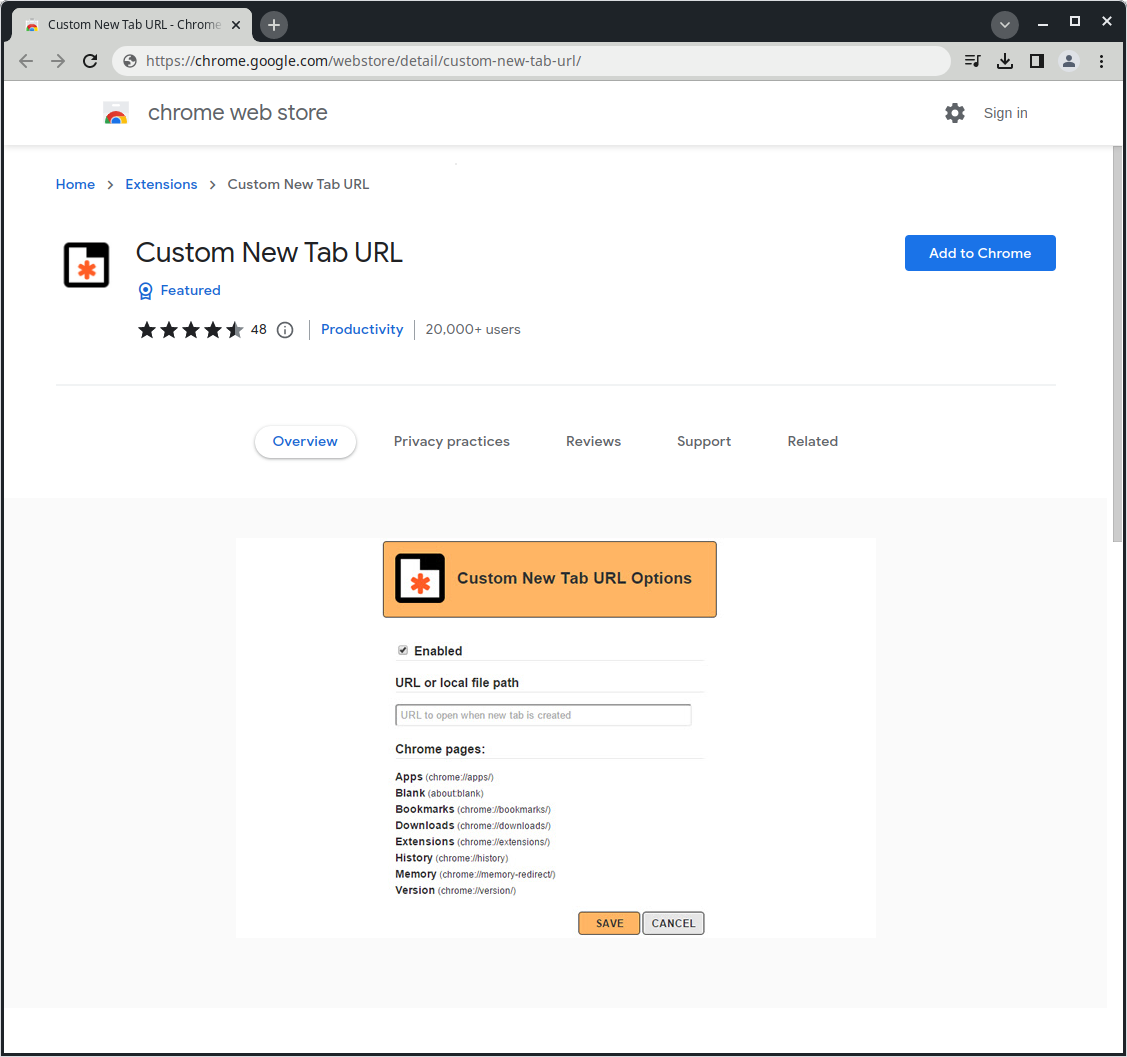 Custom New Tab URL - Chrome
https://chrome.google.com/webstore/detail/custom-new-tab-url/
chrome web store
Sign in
Home > Extensions > Custom New Tab URL
Custom New Tab URL
Add to Chrome
Featured
48 Productivity 20,000+ users
Overview Privacy practices Reviews Support Related
Custom New Tab URL Options
Enabled
URL or local file path
URL to open when new tab is created
Chrome pages:
Apps (chrome://apps/)
Blank (about:blank)
Bookmarks (chrome://bookmarks/)
Downloads (chrome://downloads/)
Extensions (chrome://extensions/)
History (chrome://history)
Memory (chrome://memory-redirect/)
Version (chrome://version/)
SAVE CANCEL